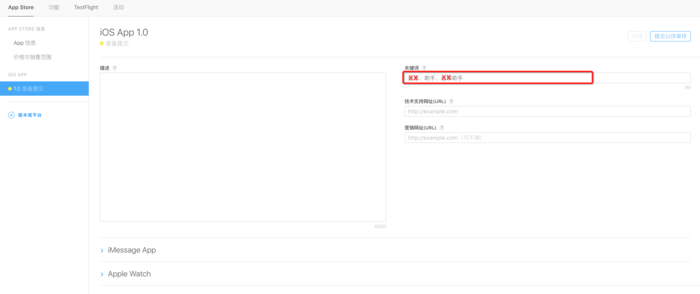 App Store
功能
TestFlight
活动
APP STORE 信息
App 信息
价格与销售范围
IOS APP
1.0 准备提交
版本或平台
iOS App 1.0
准备提交
存储
提交以供审核
描述 ?
关键词 ?
XX、助手、XX助手
技术支持网址(URL) ?
http://example.com
营销网址(URL) ?
http://example.com（可不填）
iMessage App
Apple Watch